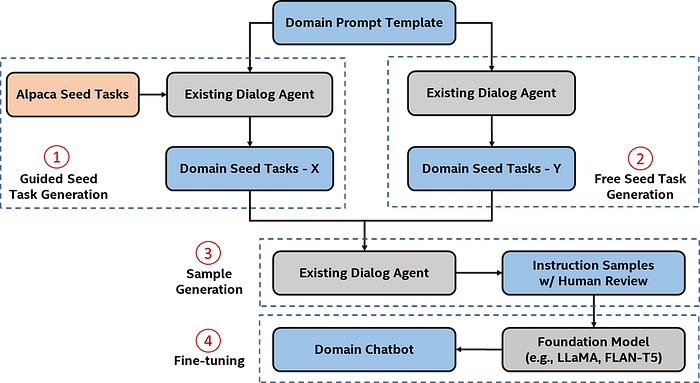 Domain Prompt Template
Alpaca Seed Tasks
Existing Dialog Agent
Existing Dialog Agent
1
Guided Seed
Task Generation
Domain Seed Tasks - X
Domain Seed Tasks - Y
2
Free Seed Task
Generation
3
Sample
Generation
Existing Dialog Agent
Instruction Samples
w/ Human Review
4
Fine-tuning
Domain Chatbot
Foundation Model
(e.g., LLaMA, FLAN-T5)